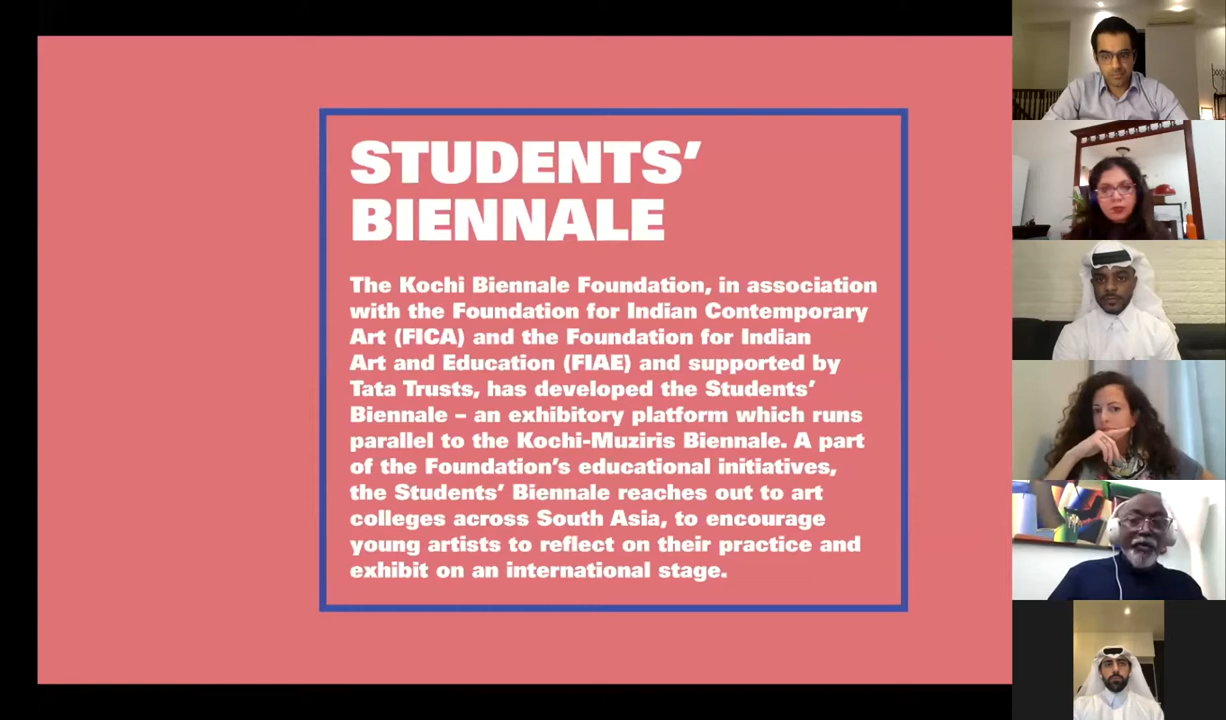 STUDENTS’
BIENNALE
The Kochi Biennale Foundation, in association
with the Foundation for Indian Contemporary
Art (FICA) and the Foundation for Indian
Art and Education (FIAE) and supported by
Tata Trusts, has developed the Students’
Biennale – an exhibitory platform which runs
parallel to the Kochi-Muziris Biennale. A part
of the Foundation’s educational initiatives,
the Students’ Biennale reaches out to art
colleges across South Asia, to encourage
young artists to reflect on their practice and
exhibit on an international stage.